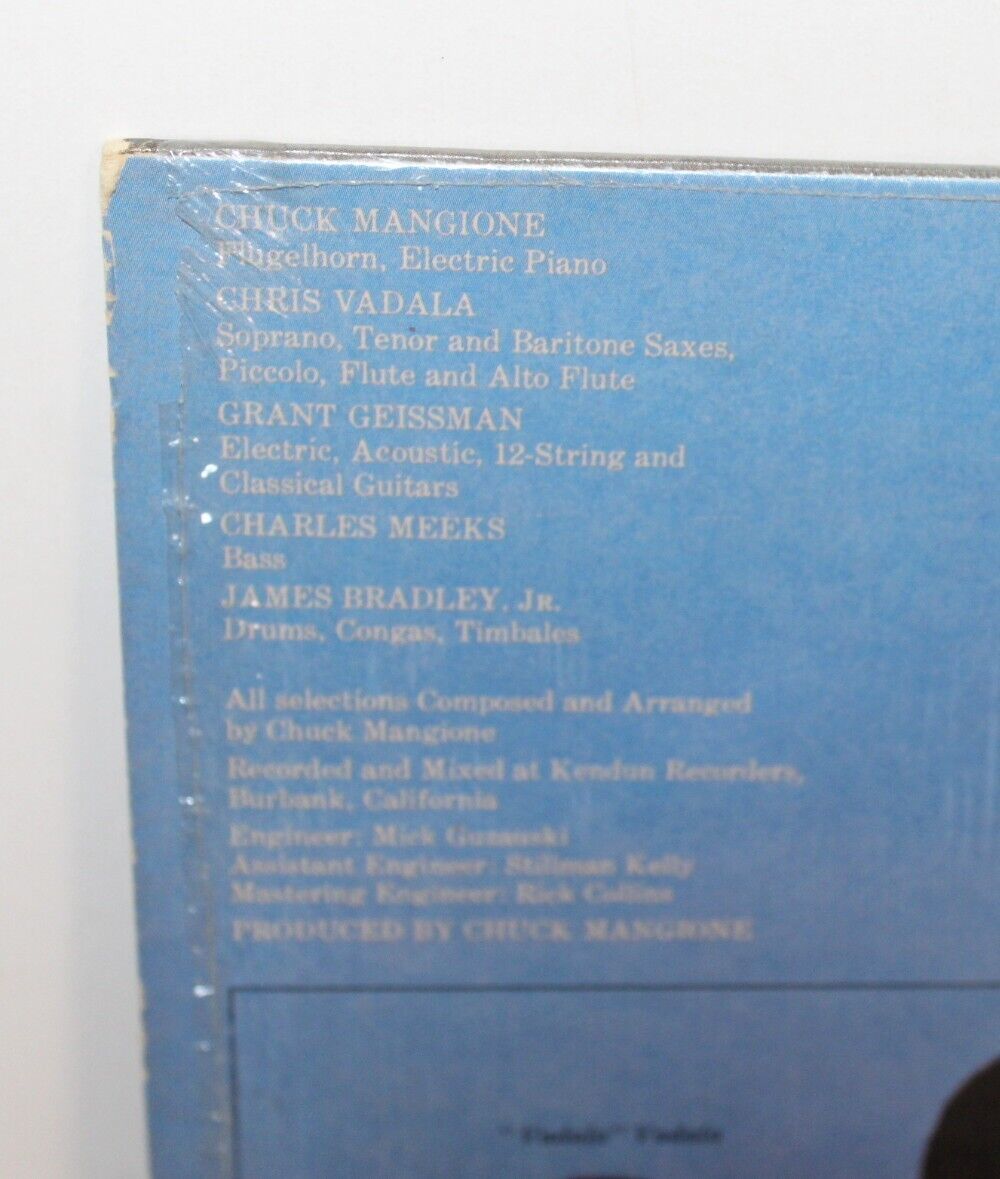 CHUCK MANGIONE
Flugelhorn, Electric Piano
CHRIS VADALA
Soprano, Tenor and Baritone Saxes,
Piccolo, Flute and Alto Flute
GRANT GEISSMAN
Electric, Acoustic, 12-String and
Classical Guitars
CHARLES MEEKS
Bass
JAMES BRADLEY, JR.
Drums, Congas, Timbales
All selections Composed and Arranged
by Chuck Mangione
Recorded and Mixed at Kendun Recorders,
Burbank, California
Engineer: Mick Guzauski
Assistant Engineer: Stillman Kelly
Mastering Engineer: Rick Collins
PRODUCED BY CHUCK MANGIONE
Vadala